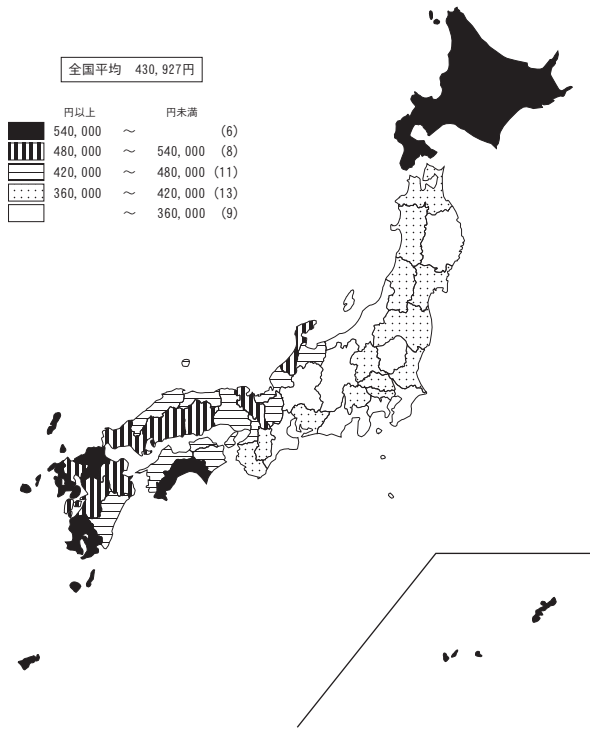 全国平均　430,927円
円以上　円未満
540,000　～　(6)
480,000　～　540,000　(8)
420,000　～　480,000　(11)
360,000　～　420,000　(13)
～　360,000　(9)